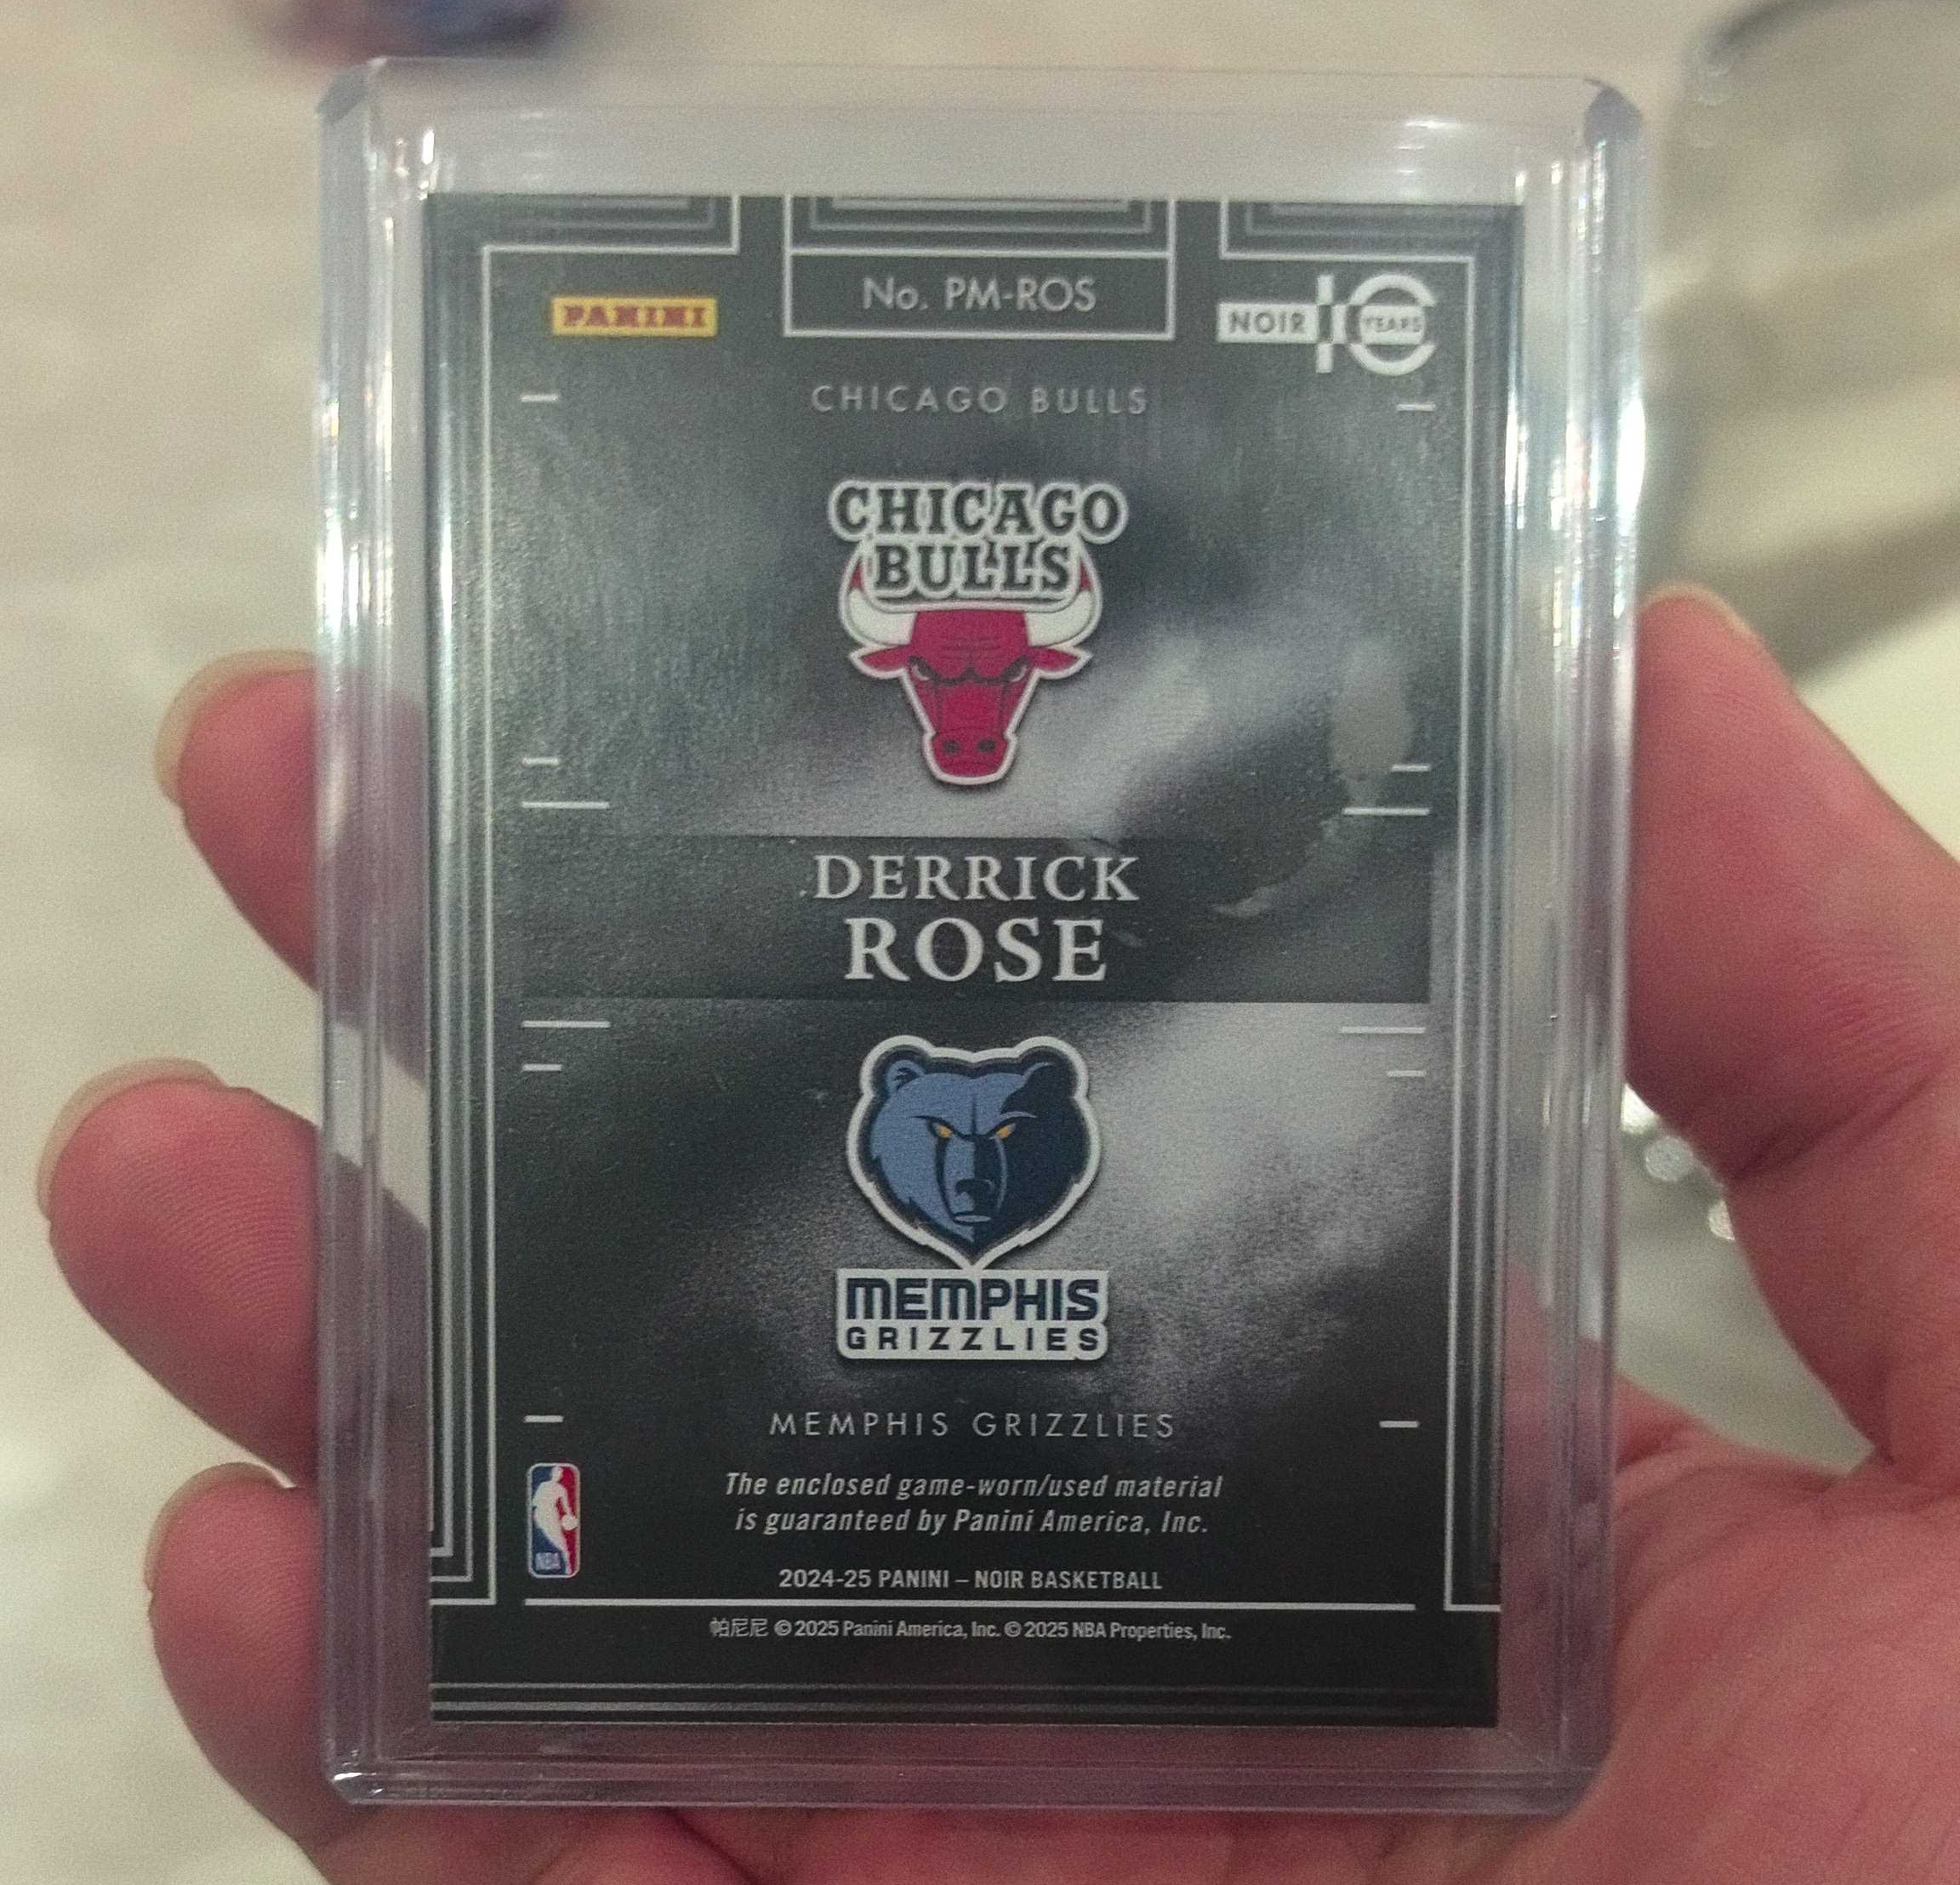 No. PM-ROS
PANINI
NOIR 10 YEARS
CHICAGO BULLS
CHICAGO
BULLS
DERRICK
ROSE
MEMPHIS
GRIZZLIES
MEMPHIS GRIZZLIES
The enclosed game-worn/used material
is guaranteed by Panini America, Inc.
NBA
2024-25 PANINI – NOIR BASKETBALL
帕尼尼 © 2025 Panini America, Inc. © 2025 NBA Properties, Inc.